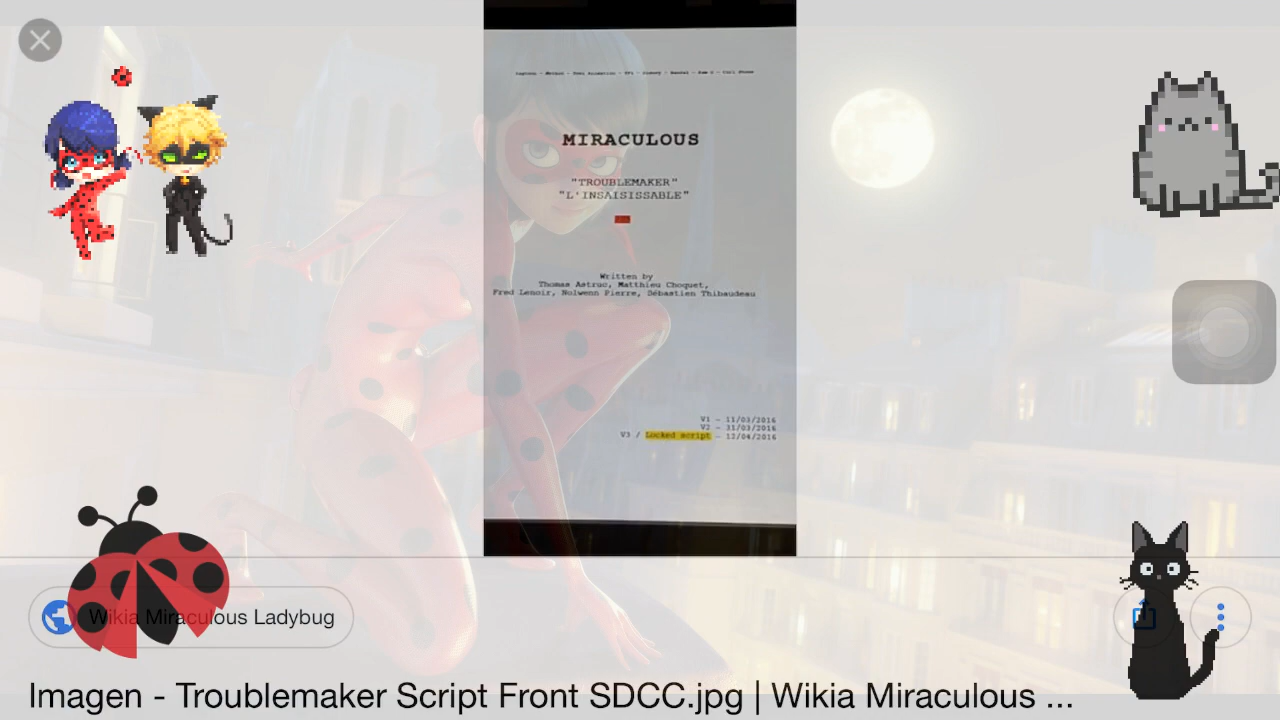 MIRACULOUS
"TROUBLEMAKER"
"L'INSAISISSABLE"
Written by
Thomas Astruc, Matthieu Choquet,
Fred Lenoir, Nolwenn Pierre, Sébastien Thibaudeau
V1 - 11/03/2016
V2 - 31/03/2016
V3 / Locked script - 12/04/2016
Wikia Miraculous Ladybug
Imagen - Troublemaker Script Front SDCC.jpg | Wikia Miraculous ...